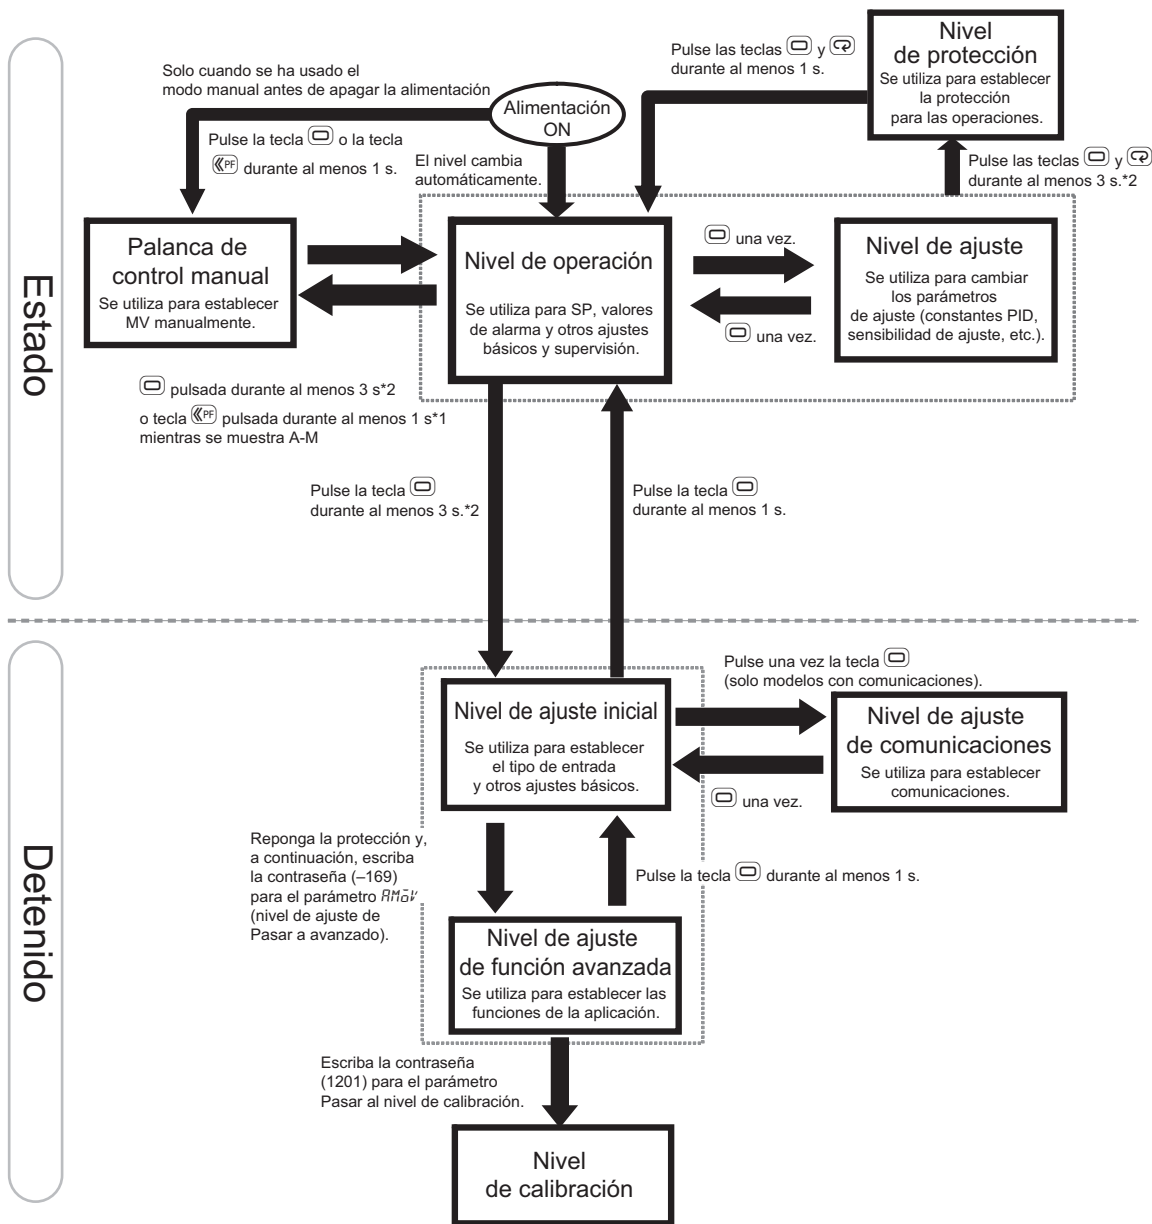 Estado
Solo cuando se ha usado el
modo manual antes de apagar la alimentación
Alimentación
ON
Pulse las teclas y
durante al menos 1 s.
Nivel
de protección
Se utiliza para establecer
la protección
para las operaciones.
Pulse la tecla o la tecla
PF durante al menos 1 s.
El nivel cambia
automáticamente.
Pulse las teclas y
durante al menos 3 s.*2
Palanca de
control manual
Se utiliza para establecer
MV manualmente.
Nivel de operación
Se utiliza para SP, valores
de alarma y otros ajustes
básicos y supervisión.
una vez.
una vez.
Nivel de ajuste
Se utiliza para cambiar
los parámetros
de ajuste (constantes PID,
sensibilidad de ajuste, etc.).
pulsada durante al menos 3 s*2
o tecla PF pulsada durante al menos 1 s*1
mientras se muestra A-M
Pulse la tecla
durante al menos 3 s.*2
Pulse la tecla
durante al menos 1 s.
Detenido
Nivel de ajuste inicial
Se utiliza para establecer
el tipo de entrada
y otros ajustes básicos.
Pulse una vez la tecla
(solo modelos con comunicaciones).
una vez.
Nivel de ajuste
de comunicaciones
Se utiliza para establecer
comunicaciones.
Reponga la protección y,
a continuación, escriba
la contraseña (–169)
para el parámetro AMoV
(nivel de ajuste de
Pasar a avanzado).
Pulse la tecla durante al menos 1 s.
Nivel de ajuste
de función avanzada
Se utiliza para establecer las
funciones de la aplicación.
Escriba la contraseña
(1201) para el parámetro
Pasar al nivel de calibración.
Nivel
de calibración